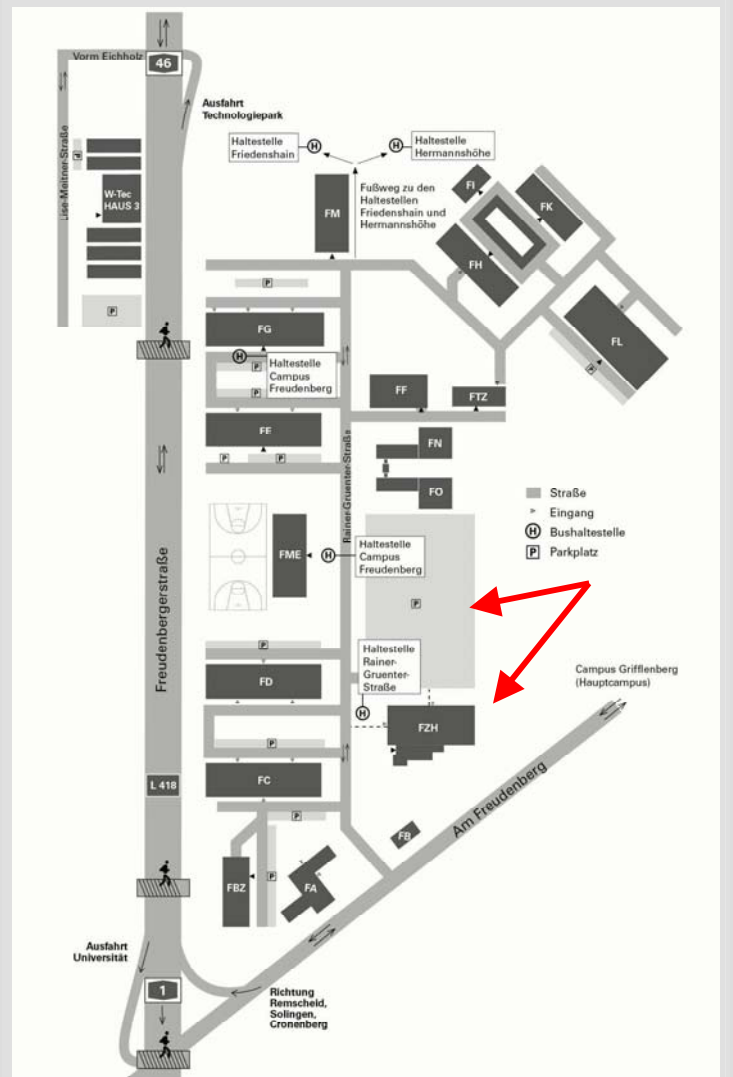 Vorm Eichholz
46
Ausfahrt
Technologiepark
Lise-Meitner-Straße
P
W-Tec
HAUS 3
P
Haltestelle
Friedenshain
H
H
Haltestelle
Hermannshöhe
FM
Fußweg zu den
Haltestellen
Friedenshain und
Hermannshöhe
FI
FK
FH
FL
P
P
FG
H
Haltestelle
Campus
Freudenberg
P
P
FF
FTZ
FE
P
P
Rainer-Gruenter-Straße
FN
FO
Straße
Eingang
H
Bushaltestelle
P
Parkplatz
Freudenbergerstraße
FME
H
Haltestelle
Campus
Freudenberg
P
P
FD
Haltestelle
Rainer-
Gruenter-
Straße
H
Campus Grifflenberg
(Hauptcampus)
FZH
P
L 418
FC
P
Am Freudenberg
FB
FBZ
P
FA
Ausfahrt
Universität
1
Richtung
Remscheid,
Solingen,
Cronenberg